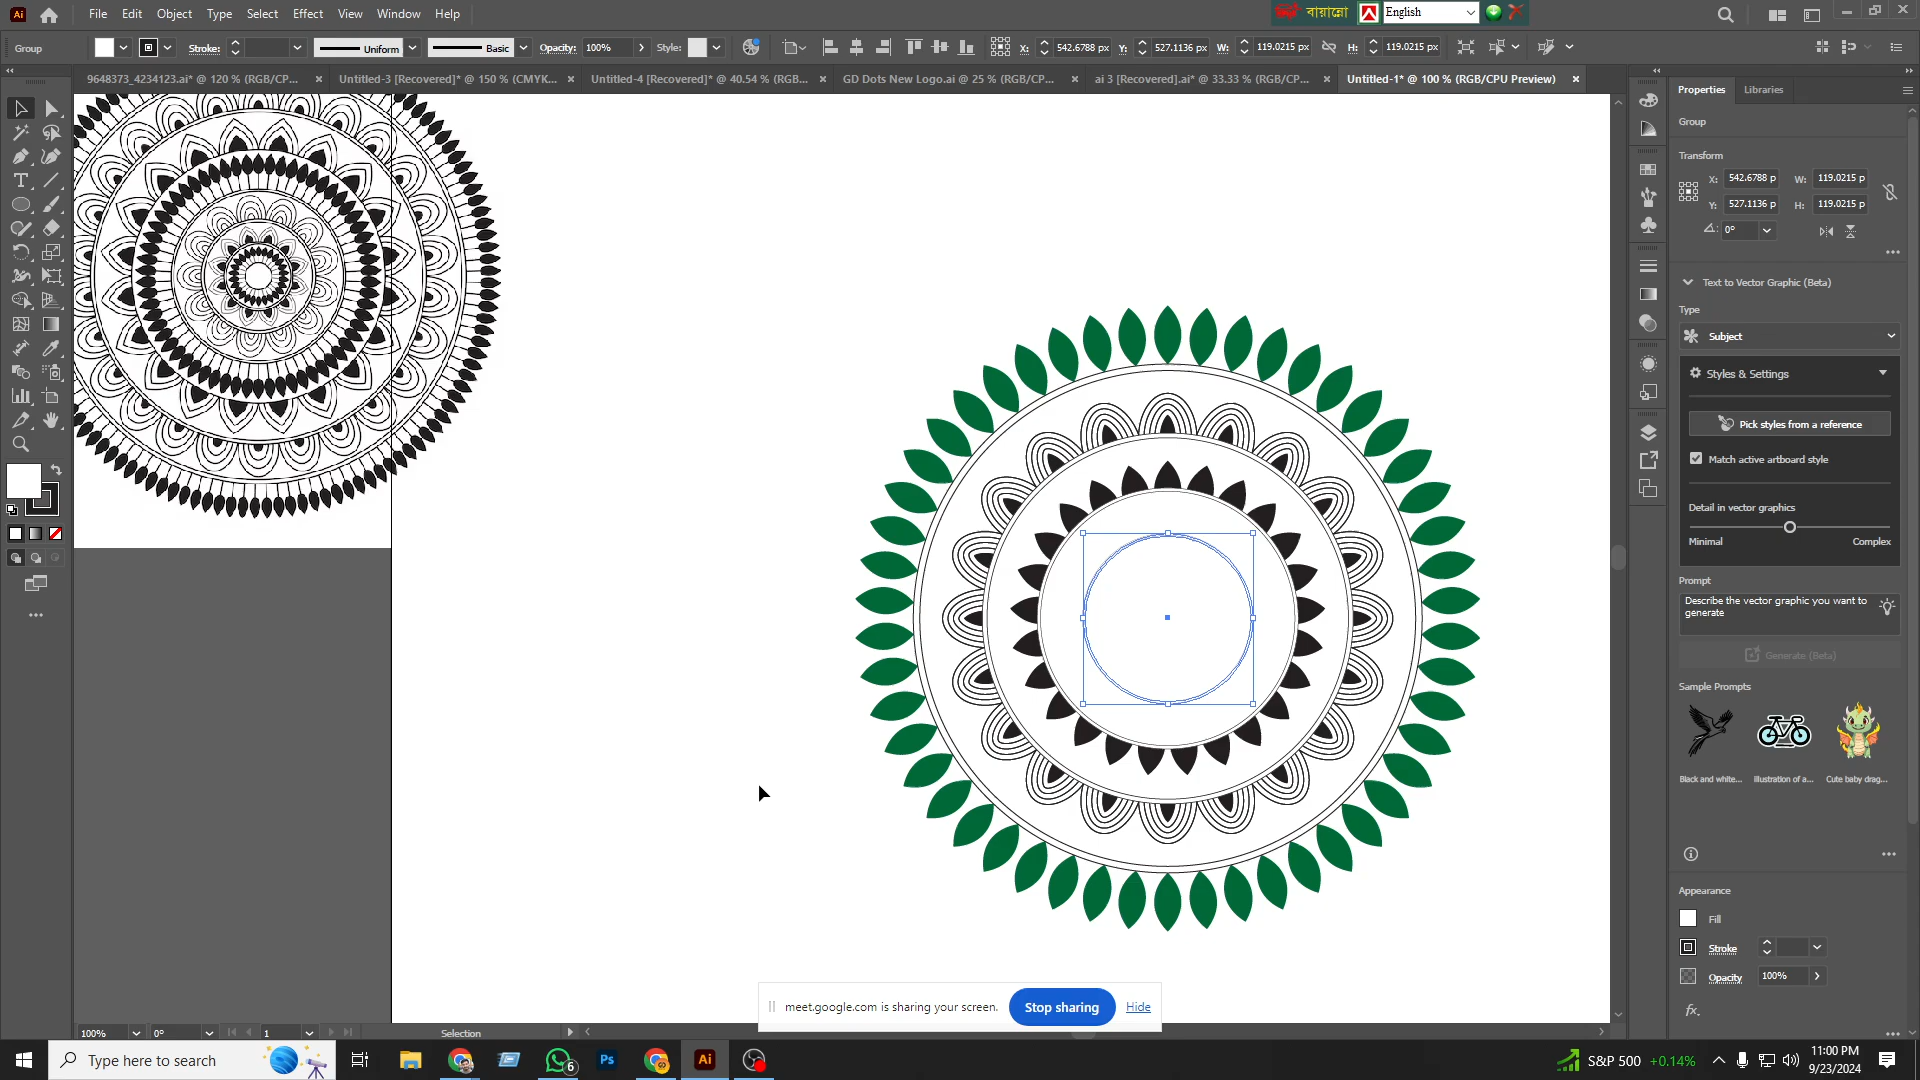 Ai File Edit Object Type Select Effect View Window Help
বায়ান্নো English
Group Stroke: Uniform Basic Opacity: 100% Style: X: 542.6788 px Y: 527.1136 px W: 119.0215 px H: 119.0215 px
9648373_4234123.ai* @ 120 % (RGB/CP... × Untitled-3 [Recovered]* @ 150 % (CMYK... × Untitled-4 [Recovered]* @ 40.54 % (RGB... × GD Dots New Logo.ai @ 25 % (RGB/CP... × ai 3 [Recovered].ai* @ 33.33 % (RGB/CP... × Untitled-1* @ 100 % (RGB/CPU Preview) ×
Properties Libraries
Group
Transform
X: 542.6788 p W: 119.0215 p
Y: 527.1136 p H: 119.0215 p
0°
Text to Vector Graphic (Beta)
Type
Subject
Styles & Settings
Pick styles from a reference
Match active artboard style
Detail in vector graphics
Minimal Complex
Prompt
Describe the vector graphic you want to
generate
Generate (Beta)
Sample Prompts
Black and white... Illustration of a... Cute baby drag...
Appearance
Fill
Stroke
Opacity 100%
fx.
meet.google.com is sharing your screen. Stop sharing Hide
100% 0° 1 Selection
Type here to search
6 Ps Ai
S&P 500 +0.14%
11:00 PM
9/23/2024